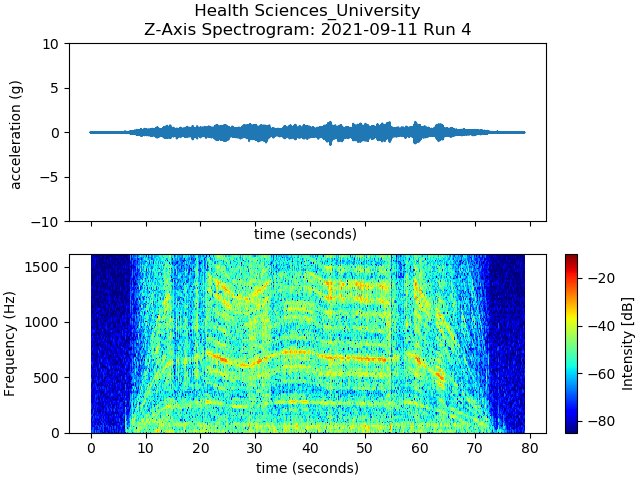 Health Sciences_University
Z-Axis Spectrogram: 2021-09-11 Run 4
10
5
0
−5
−10
acceleration (g)
time (seconds)
1500
1000
500
0
Frequency (Hz)
0 10 20 30 40 50 60 70 80
time (seconds)
−20
−40
−60
−80
Intensity [dB]